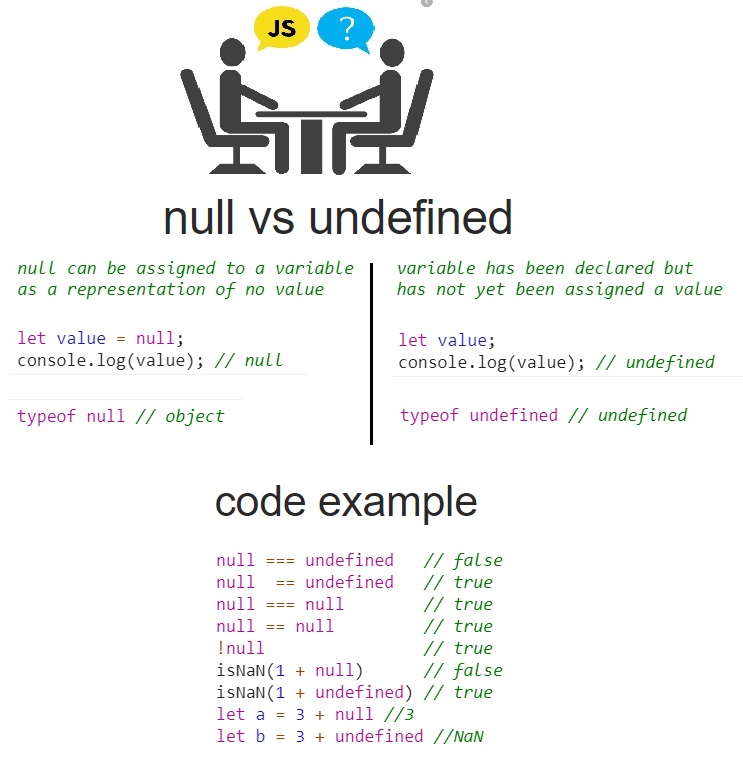 JS ?
null vs undefined
null can be assigned to a variable
as a representation of no value
let value = null;
console.log(value); // null
typeof null // object
variable has been declared but
has not yet been assigned a value
let value;
console.log(value); // undefined
typeof undefined // undefined
code example
null === undefined // false
null == undefined // true
null === null // true
null == null // true
!null // true
isNaN(1 + null) // false
isNaN(1 + undefined) // true
let a = 3 + null //3
let b = 3 + undefined //NaN